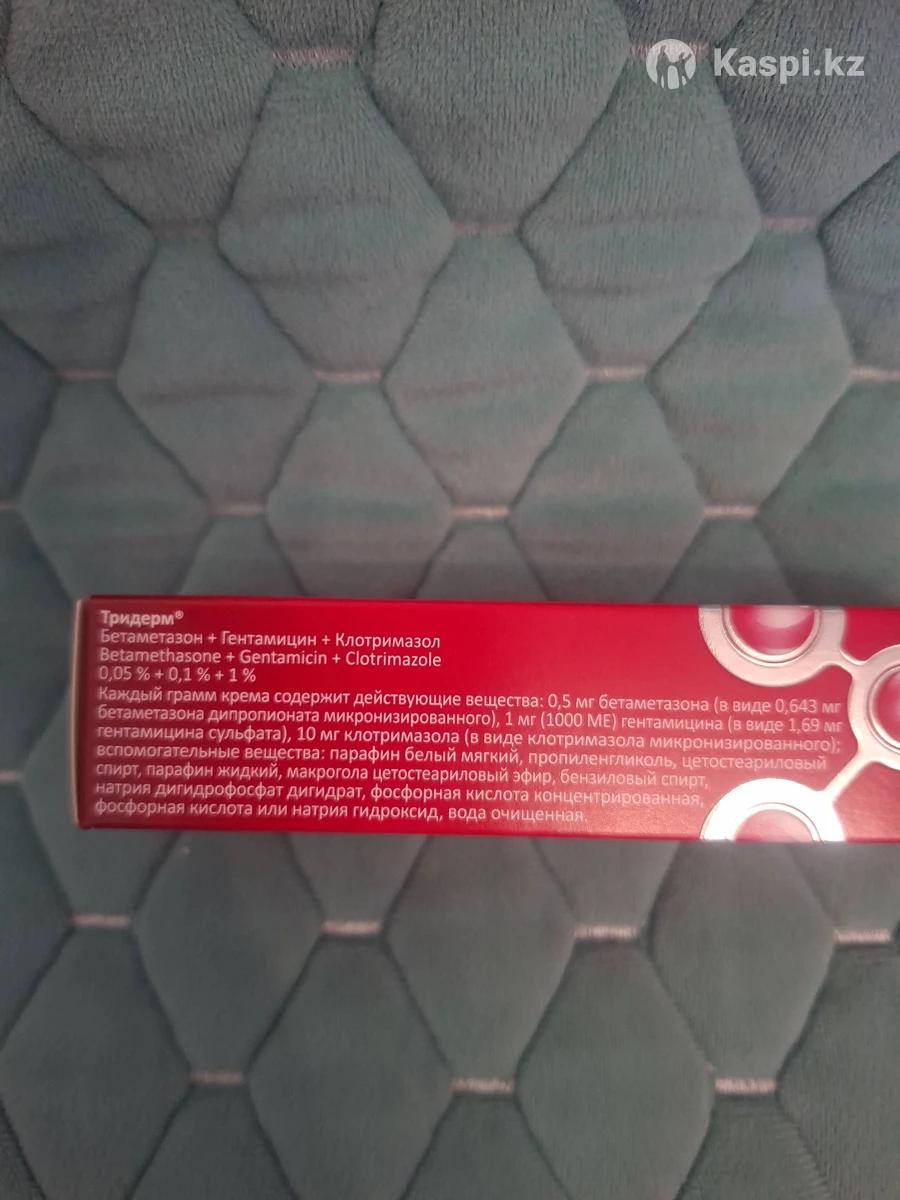 Kaspi.kz
Тридерм®
Бетаметазон + Гентамицин + Клотримазол
Betamethasone + Gentamicin + Clotrimazole
0,05 % + 0,1 % + 1 %
Каждый грамм крема содержит действующие вещества: 0,5 мг бетаметазона (в виде 0,643 мг
бетаметазона дипропионата микронизированного), 1 мг (1000 МЕ) гентамицина (в виде 1,69 мг
гентамицина сульфата), 10 мг клотримазола (в виде клотримазола микронизированного);
вспомогательные вещества: парафин белый мягкий, пропиленгликоль, цетостеариловый
спирт, парафин жидкий, макрогола цетостеариловый эфир, бензиловый спирт,
натрия дигидрофосфат дигидрат, фосфорная кислота концентрированная,
фосфорная кислота или натрия гидроксид, вода очищенная.